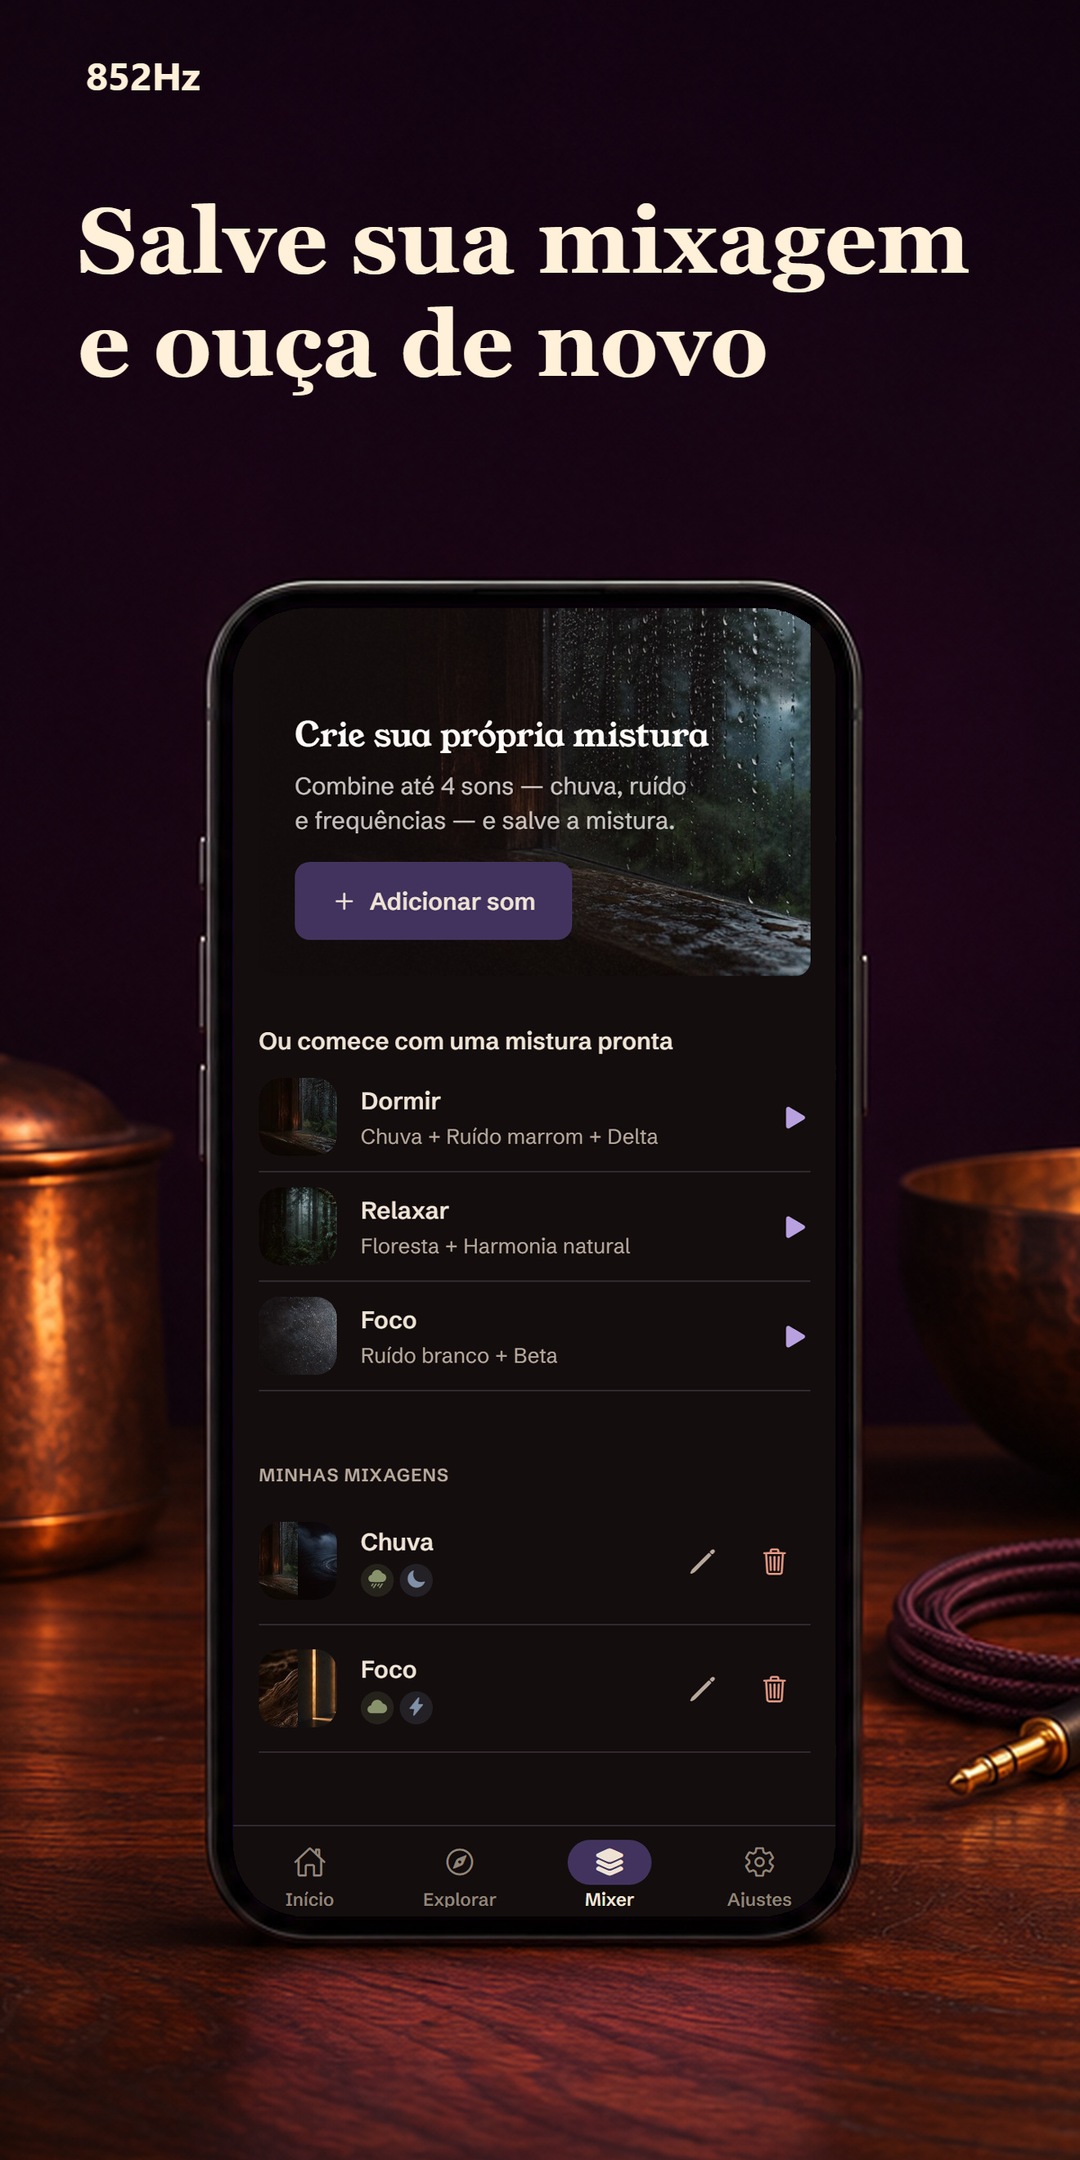 852Hz
Salve sua mixagem
e ouça de novo
Crie sua própria mistura
Combine até 4 sons — chuva, ruído
e frequências — e salve a mistura.
+ Adicionar som
Ou comece com uma mistura pronta
Dormir
Chuva + Ruído marrom + Delta
Relaxar
Floresta + Harmonia natural
Foco
Ruído branco + Beta
MINHAS MIXAGENS
Chuva
Foco
Início Explorar Mixer Ajustes